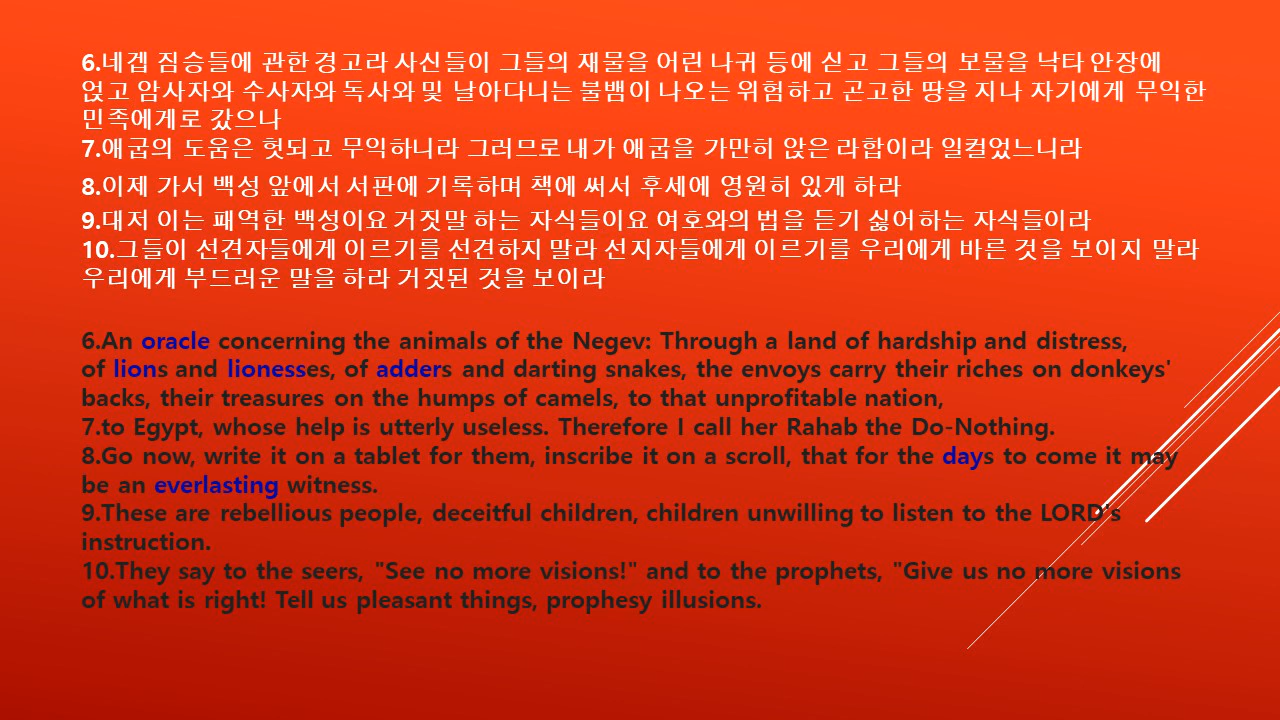 6.네겝 짐승들에 관한 경고라 사신들이 그들의 재물을 어린 나귀 등에 싣고 그들의 보물을 낙타 안장에
얹고 암사자와 수사자와 독사와 및 날아다니는 불뱀이 나오는 위험하고 곤고한 땅을 지나 자기에게 무익한
민족에게로 갔으나
7.애굽의 도움은 헛되고 무익하니라 그러므로 내가 애굽을 가만히 앉은 라합이라 일컬었느니라
8.이제 가서 백성 앞에서 서판에 기록하며 책에 써서 후세에 영원히 있게 하라
9.대저 이는 패역한 백성이요 거짓말 하는 자식들이요 여호와의 법을 듣기 싫어하는 자식들이라
10.그들이 선견자들에게 이르기를 선견하지 말라 선지자들에게 이르기를 우리에게 바른 것을 보이지 말라
우리에게 부드러운 말을 하라 거짓된 것을 보이라
6.An oracle concerning the animals of the Negev: Through a land of hardship and distress,
of lions and lionesses, of adders and darting snakes, the envoys carry their riches on donkeys'
backs, their treasures on the humps of camels, to that unprofitable nation,
7.to Egypt, whose help is utterly useless. Therefore I call her Rahab the Do-Nothing.
8.Go now, write it on a tablet for them, inscribe it on a scroll, that for the days to come it may
be an everlasting witness.
9.These are rebellious people, deceitful children, children unwilling to listen to the LORD's
instruction.
10.They say to the seers, "See no more visions!" and to the prophets, "Give us no more visions
of what is right! Tell us pleasant things, prophesy illusions.